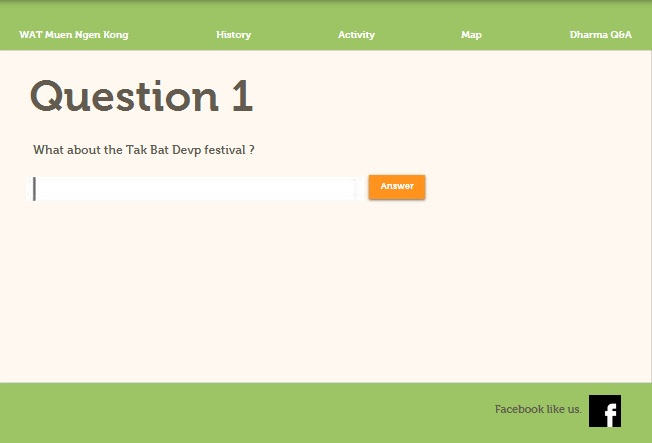 WAT Muen Ngen Kong History Activity Map Dharma Q&A
Question 1
What about the Tak Bat Devp festival ?
Answer
Facebook like us. f